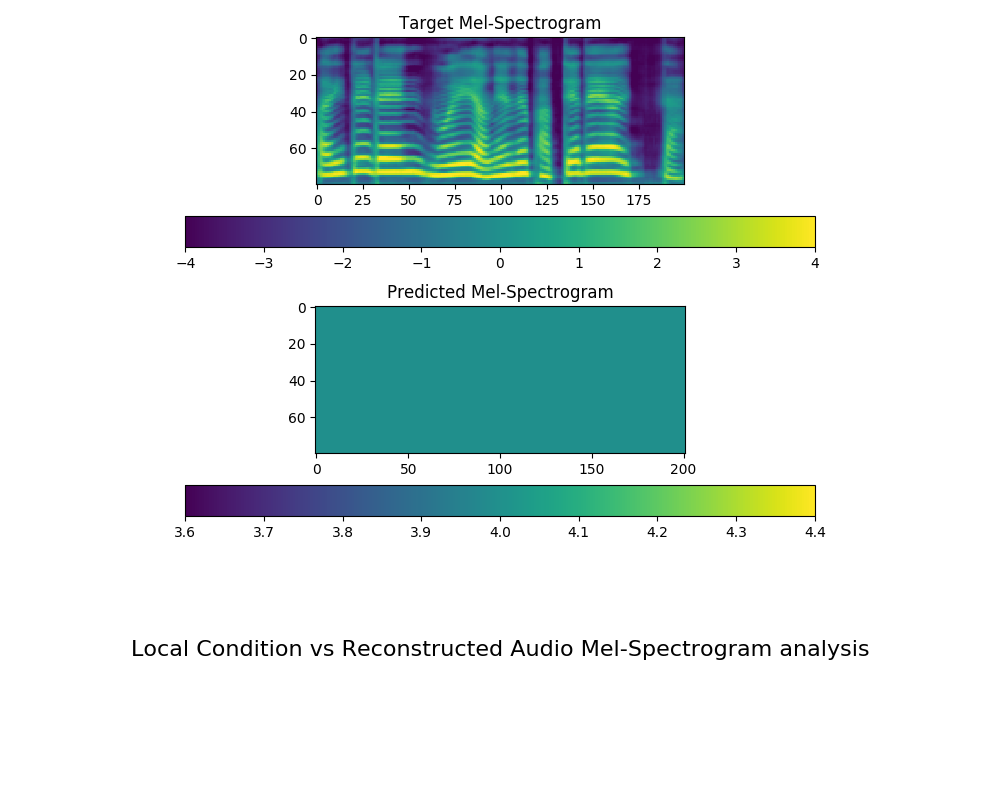 Target Mel-Spectrogram
0
20
40
60
0 25 50 75 100 125 150 175
−4 −3 −2 −1 0 1 2 3 4
Predicted Mel-Spectrogram
0
20
40
60
0 50 100 150 200
3.6 3.7 3.8 3.9 4.0 4.1 4.2 4.3 4.4
Local Condition vs Reconstructed Audio Mel-Spectrogram analysis